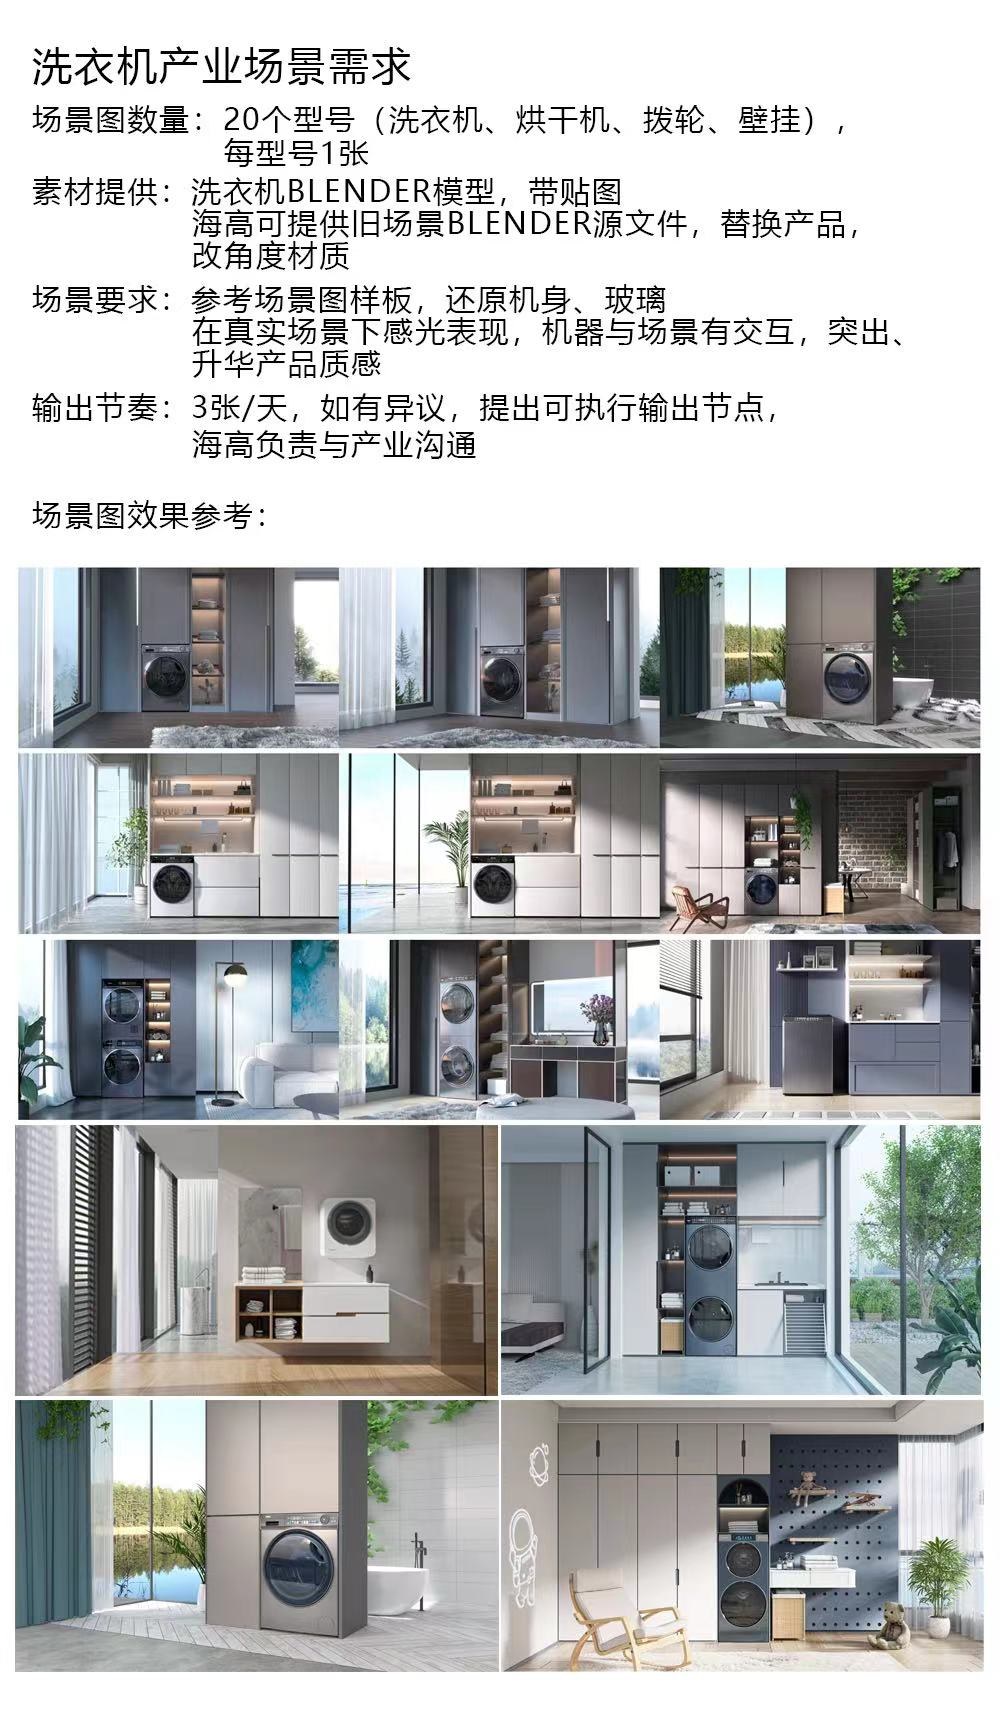 洗衣机产业场景需求
场景图数量：20个型号（洗衣机、烘干机、拨轮、壁挂），
每型号1张
素材提供：洗衣机BLENDER模型，带贴图
海高可提供旧场景BLENDER源文件，替换产品，
改角度材质
场景要求：参考场景图样板，还原机身、玻璃
在真实场景下感光表现，机器与场景有交互，突出、
升华产品质感
输出节奏：3张/天，如有异议，提出可执行输出节点，
海高负责与产业沟通
场景图效果参考：